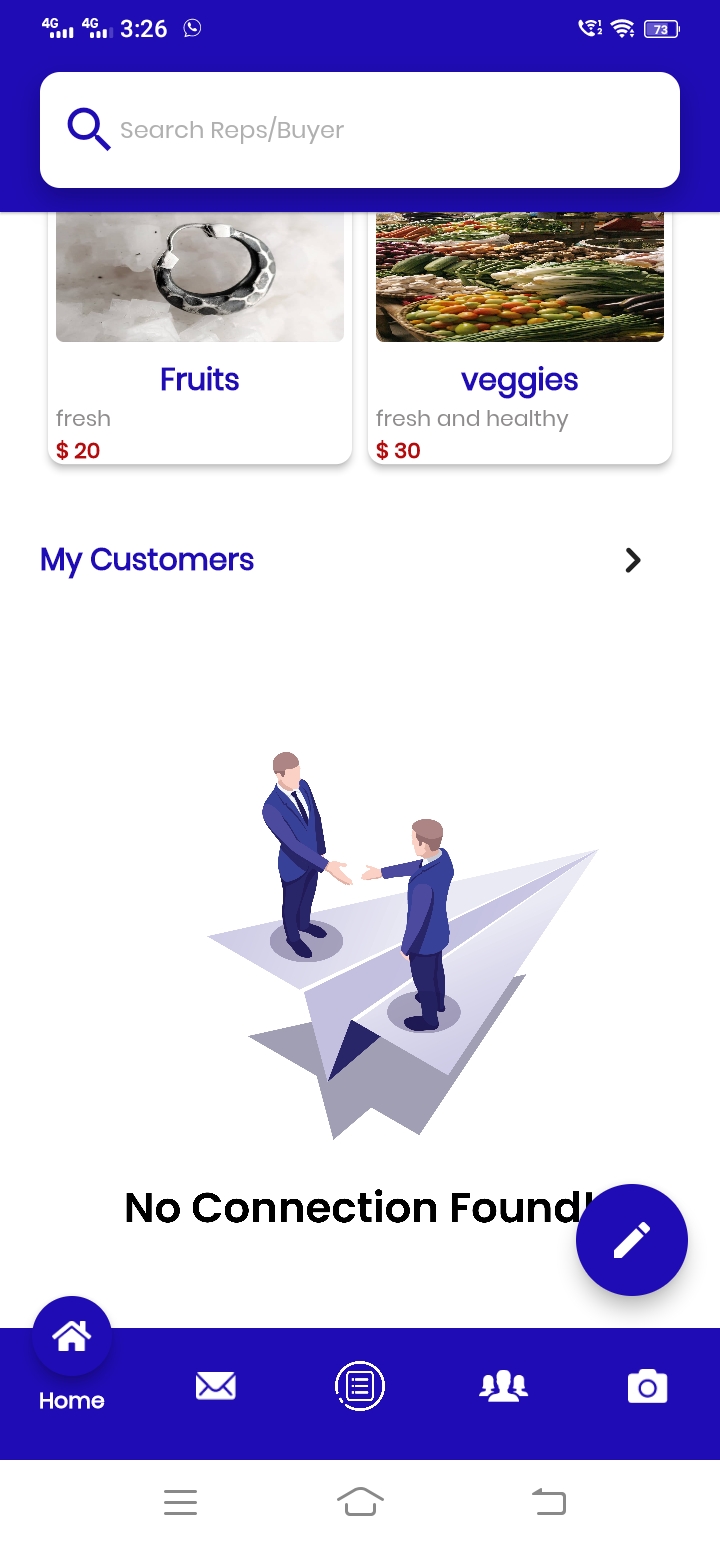 4G 4G 3:26 73
Search Reps/Buyer
Fruits
fresh
$ 20
veggies
fresh and healthy
$ 30
My Customers
No Connection Found!
Home